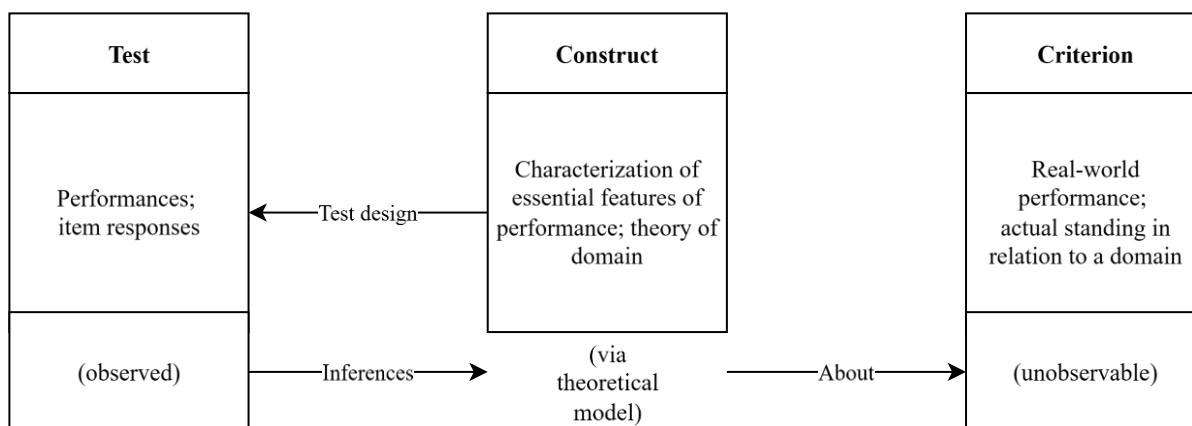 Test
Construct
Criterion
Performances;
item responses
Test design
Characterization of
essential features of
performance; theory of
domain
Real-world
performance;
actual standing in
relation to a domain
(observed)
Inferences
(via
theoretical
model)
About
(unobservable)